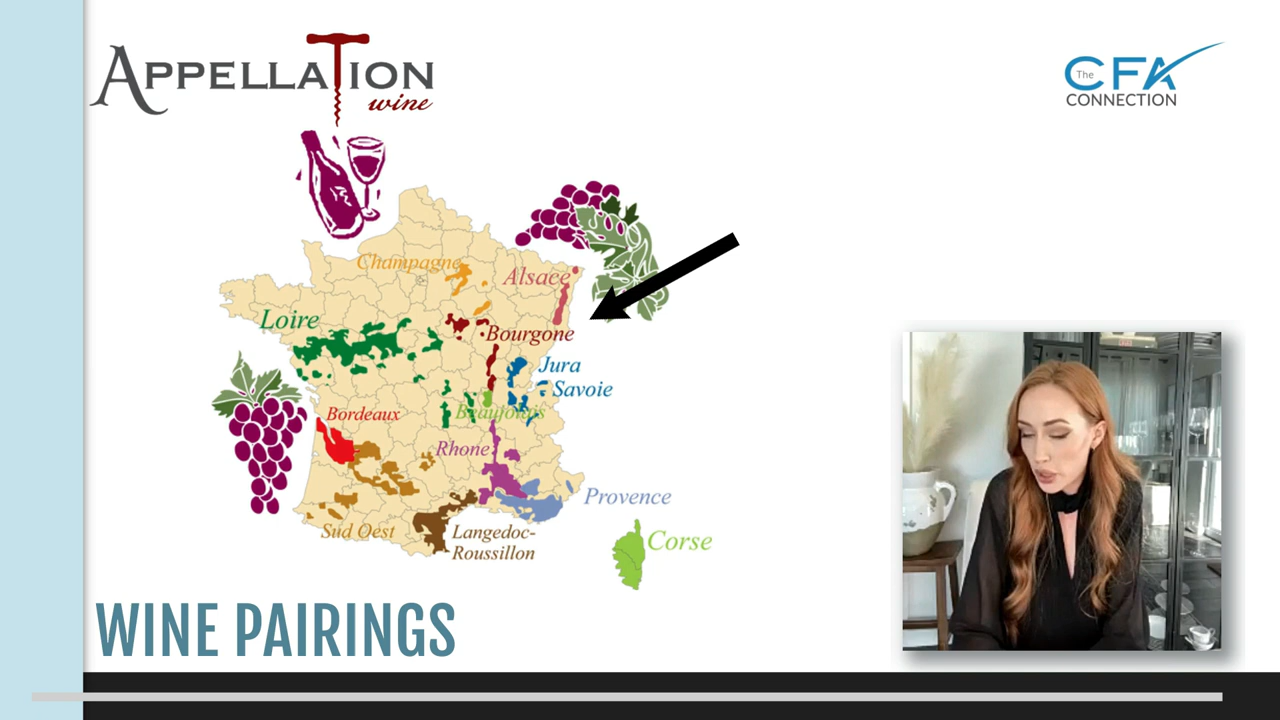 APPELLATION
wine
The CFA
CONNECTION
Champagne
Alsace
Loire
Bourgone
Jura
Savoie
Bordeaux
Beaujolais
Rhone
Provence
Sud Oest
Langedoc-
Roussillon
Corse
WINE PAIRINGS